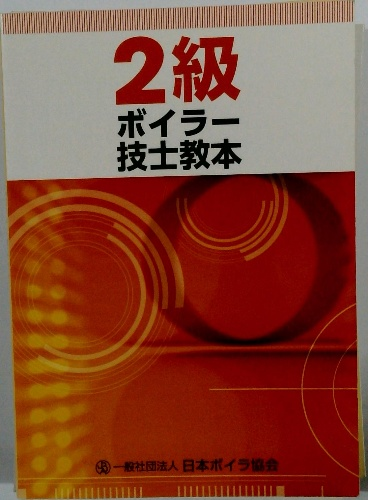 2級
ボイラー
技士教本
一般社団法人 日本ボイラ協会